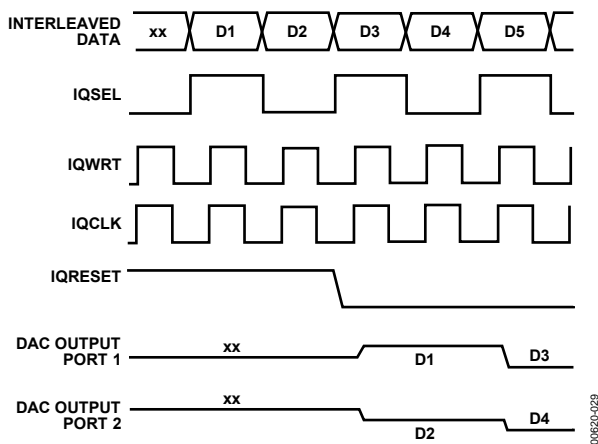 INTERLEAVED
DATA
xx D1 D2 D3 D4 D5
IQSEL
IQWRT
IQCLK
IQRESET
DAC OUTPUT
PORT 1
xx
D1
D3
DAC OUTPUT
PORT 2
xx
D2
D4
00620-029